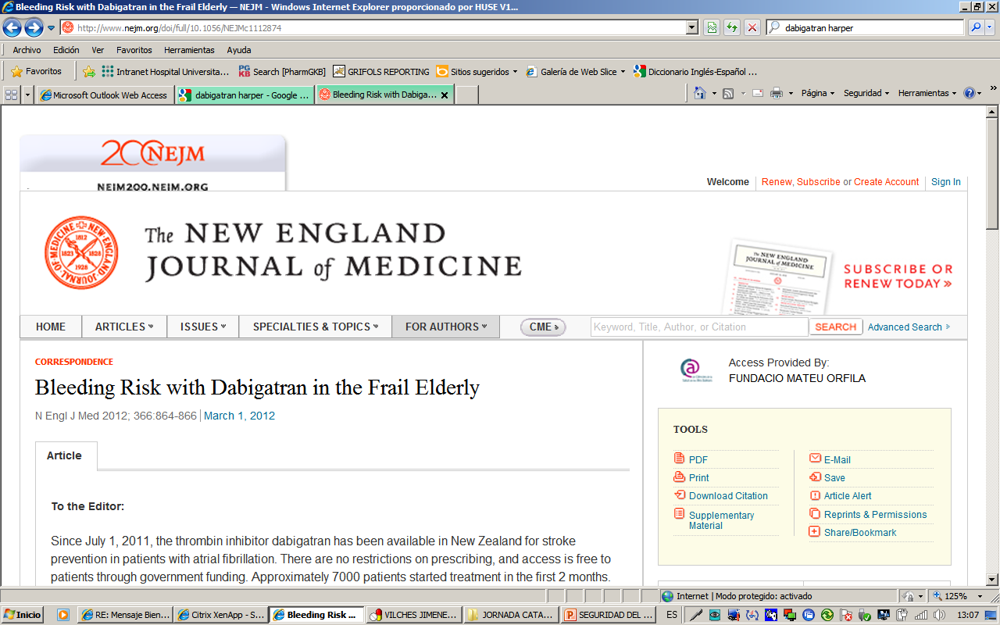 Bleeding Risk with Dabigatran in the Frail Elderly — NEJM - Windows Internet Explorer proporcionado por HUSE V1...
http://www.nejm.org/doi/full/10.1056/NEJMc1112874
dabigatran harper
Archivo Edición Ver Favoritos Herramientas Ayuda
Favoritos Intranet Hospital Universita... PG KB Search [PharmGKB] GRIFOLS REPORTING Sitios sugeridos Galería de Web Slice Diccionario Inglés-Español ...
Microsoft Outlook Web Access dabigatran harper - Google ... Bleeding Risk with Dabiga... Página Seguridad Herramientas
200 NEJM
NEJM200.NEJM.ORG
Welcome Renew, Subscribe or Create Account Sign In
The NEW ENGLAND
JOURNAL of MEDICINE
SUBSCRIBE OR
RENEW TODAY »
HOME ARTICLES ISSUES SPECIALTIES & TOPICS FOR AUTHORS CME Keyword, Title, Author, or Citation SEARCH Advanced Search
CORRESPONDENCE
Bleeding Risk with Dabigatran in the Frail Elderly
N Engl J Med 2012; 366:864-866 March 1, 2012
Access Provided By:
FUNDACIO MATEU ORFILA
Article
To the Editor:
Since July 1, 2011, the thrombin inhibitor dabigatran has been available in New Zealand for stroke
prevention in patients with atrial fibrillation. There are no restrictions on prescribing, and access is free to
patients through government funding. Approximately 7000 patients started treatment in the first 2 months.
TOOLS
PDF
Print
Download Citation
Supplementary
Material
E-Mail
Save
Article Alert
Reprints & Permissions
Share/Bookmark
Internet | Modo protegido: activado 125%
Inicio RE: Mensaje Bien... Citrix XenApp - S... Bleeding Risk ... VILCHES JIMENE... JORNADA CATA... SEGURIDAD DEL ... ES 13:07